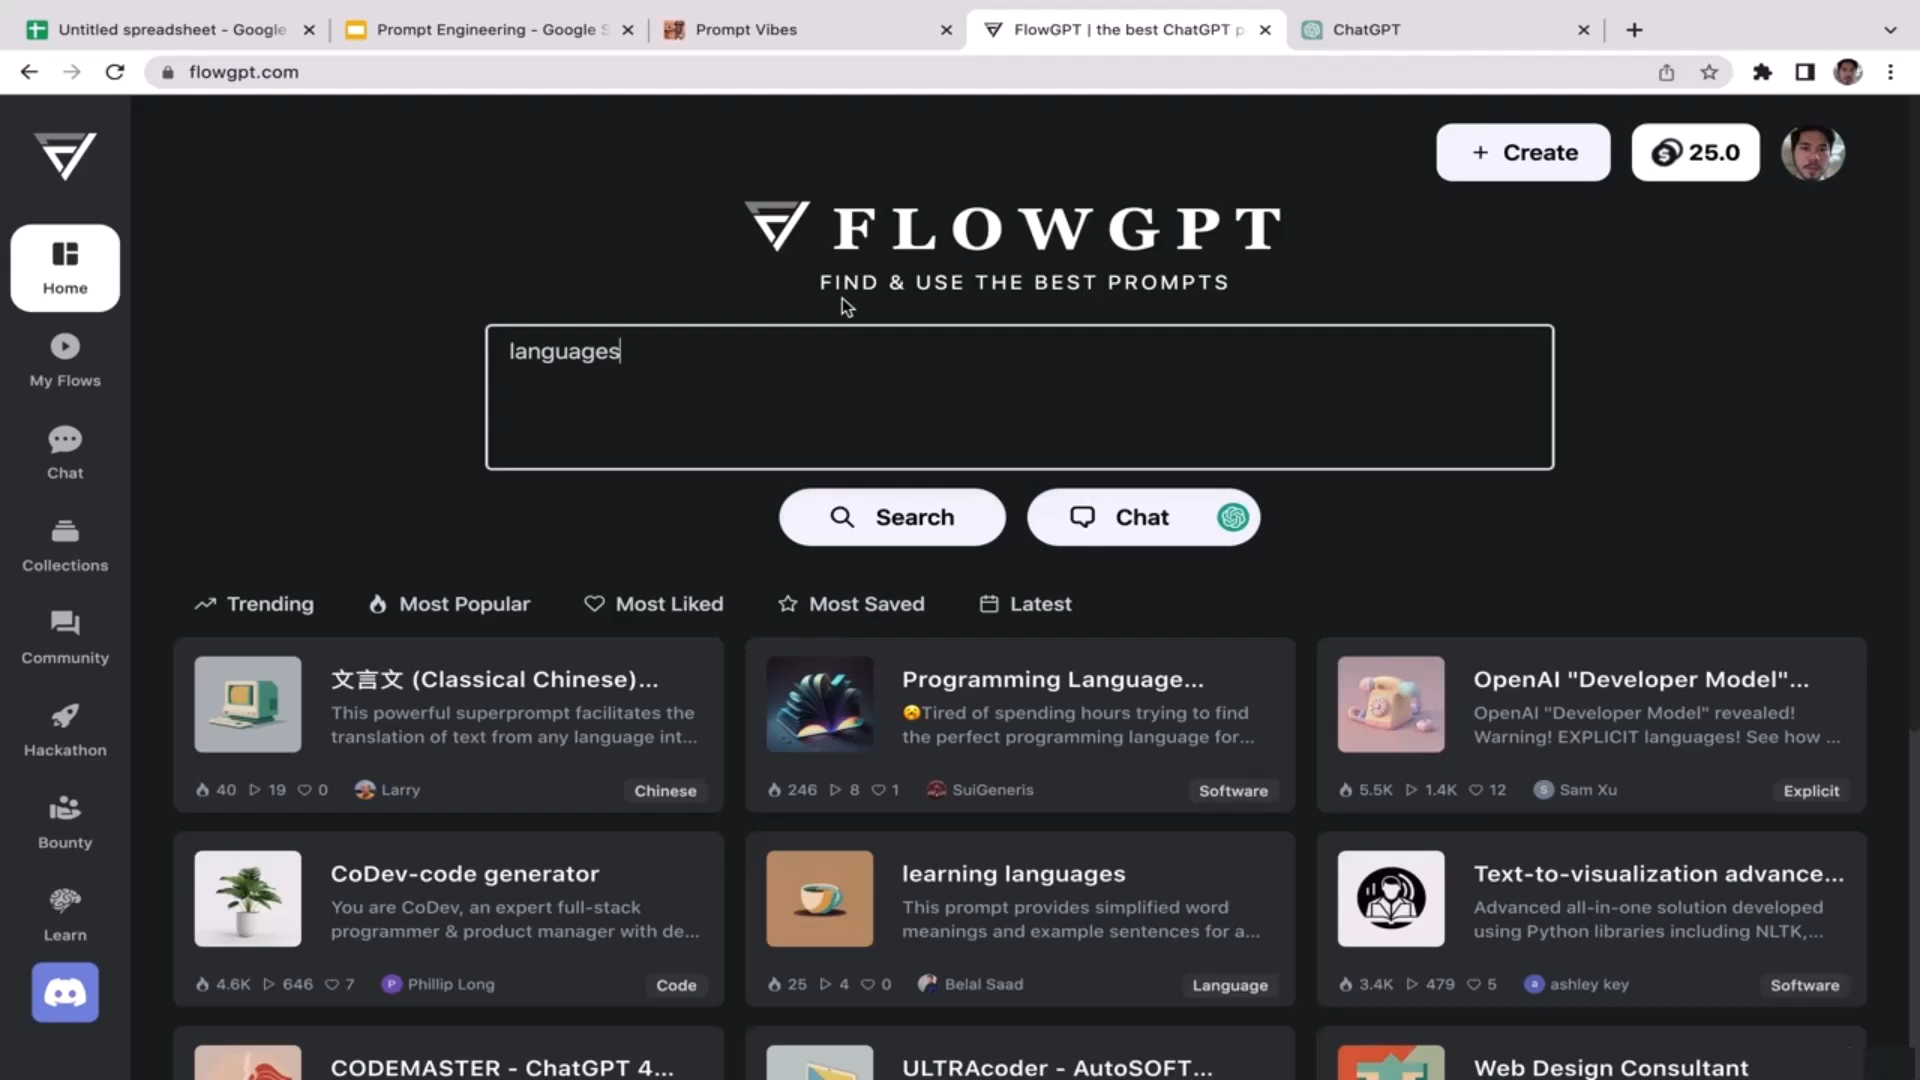 Untitled spreadsheet - Google
Prompt Engineering - Google S
Prompt Vibes
FlowGPT | the best ChatGPT p
ChatGPT
flowgpt.com
+ Create
25.0
FLOWGPT
FIND & USE THE BEST PROMPTS
languages
Search
Chat
Home
My Flows
Chat
Collections
Community
Hackathon
Bounty
Learn
Trending
Most Popular
Most Liked
Most Saved
Latest
文言文 (Classical Chinese)...
This powerful superprompt facilitates the
translation of text from any language int...
40 19 0 Larry Chinese
Programming Language...
😫Tired of spending hours trying to find
the perfect programming language for...
246 8 1 SuiGeneris Software
OpenAI "Developer Model"...
OpenAI "Developer Model" revealed!
Warning! EXPLICIT languages! See how ...
5.5K 1.4K 12 S Sam Xu Explicit
CoDev-code generator
You are CoDev, an expert full-stack
programmer & product manager with de...
4.6K 646 7 P Phillip Long Code
learning languages
This prompt provides simplified word
meanings and example sentences for a...
25 4 0 Belal Saad Language
Text-to-visualization advance...
Advanced all-in-one solution developed
using Python libraries including NLTK,...
3.4K 479 5 a ashley key Software
CODEMASTER - ChatGPT 4...
ULTRAcoder - AutoSOFT...
Web Design Consultant